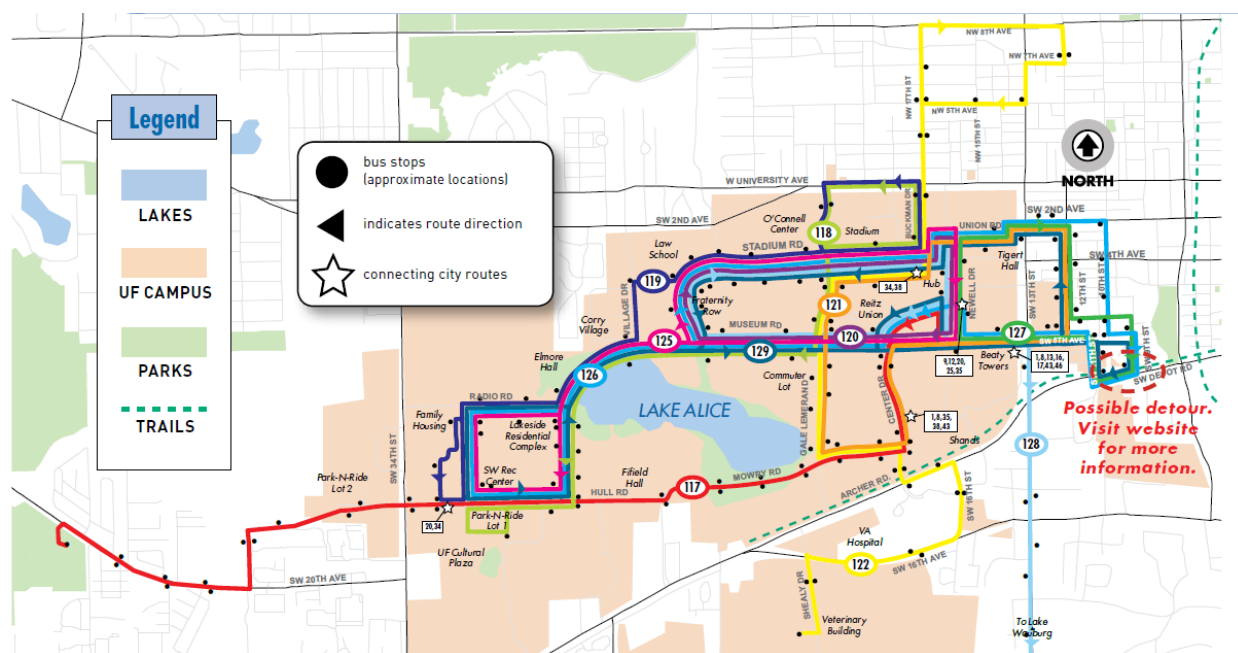 Legend
LAKES
UF CAMPUS
PARKS
TRAILS
bus stops
(approximate locations)
indicates route direction
connecting city routes
NORTH
NW 8TH AVE
NW 7TH AVE
NW 5TH AVE
NW 17TH ST
NW 15TH ST
W UNIVERSITY AVE
SW 2ND AVE
SW 2ND AVE
UNION RD
SW 4TH AVE
O'Connell
Center
118
Stadium
BUCKMAN DR
STADIUM RD
Law
School
119
VILLAGE DR
Tigert
Hall
SW 13TH ST
12TH ST
10TH ST
34,38
Hub
NEWELL DR
Fraternity
Row
121
Reitz
Union
Corry
Village
125
MUSEUM RD
120
127
SW 8TH AVE
129
9,12,20,
25,35
Beaty
Towers
1,8,13,16,
17,43,46
SW DEPOT RD
Elmore
Hall
126
Commuter
Lot
CENTER DR
GALE LEMERAND
LAKE ALICE
RADIO RD
Family
Housing
Lakeside
Residential
Complex
SW Rec
Center
1,8,35,
38,43
Shands
Possible detour.
Visit website
for more
information.
128
SW 34TH ST
Park-N-Ride
Lot 2
Fifield
Hall
MOWRY RD
HULL RD
117
ARCHER RD.
SW 16TH ST
Park-N-Ride
Lot 1
20,34
UF Cultural
Plaza
SW 20TH AVE
VA
Hospital
122
SW 16TH AVE
SHEALY DR
Veterinary
Building
To Lake
Wauburg